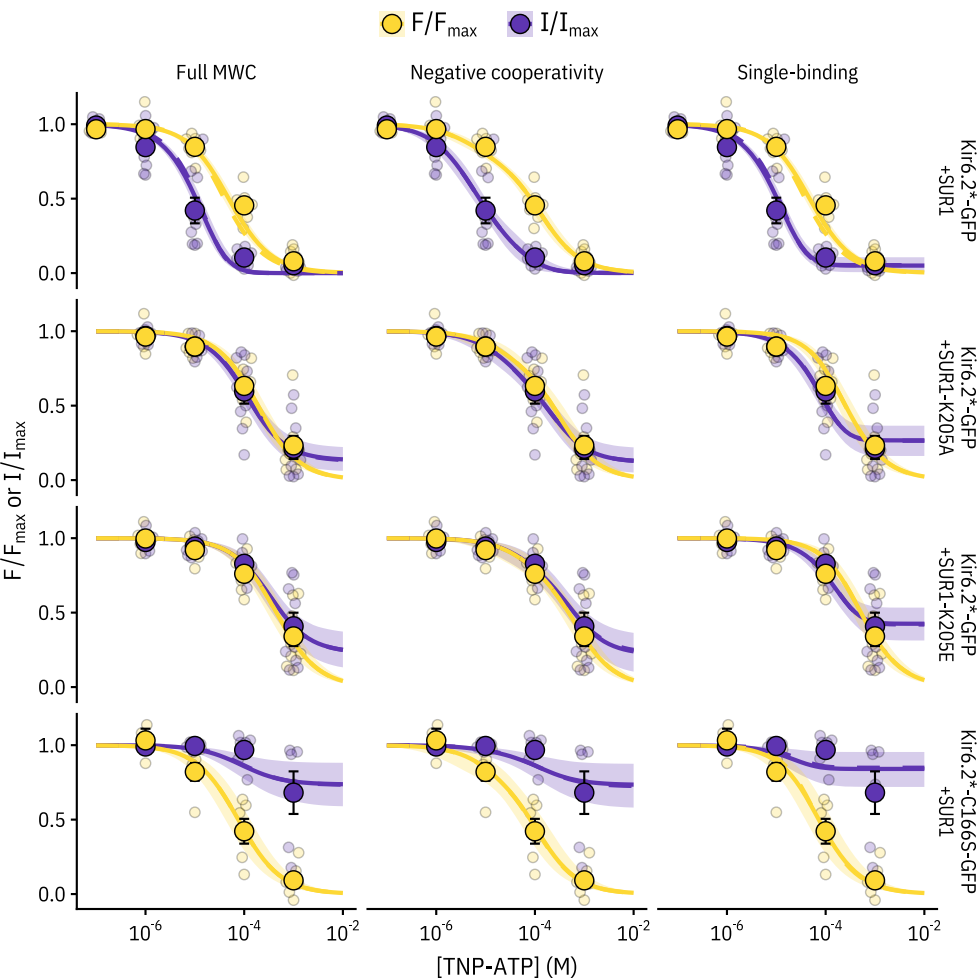 F/Fmax I/Imax
Full MWC Negative cooperativity Single-binding
F/Fmax or I/Imax
1.0
0.5
0.0
Kir6.2*-GFP
+SUR1
1.0
0.5
0.0
Kir6.2*-GFP
+SUR1-K205A
1.0
0.5
0.0
Kir6.2*-GFP
+SUR1-K205E
1.0
0.5
0.0
Kir6.2*-C166S-GFP
+SUR1
10-6 10-4 10-2 10-6 10-4 10-2 10-6 10-4 10-2
[TNP-ATP] (M)